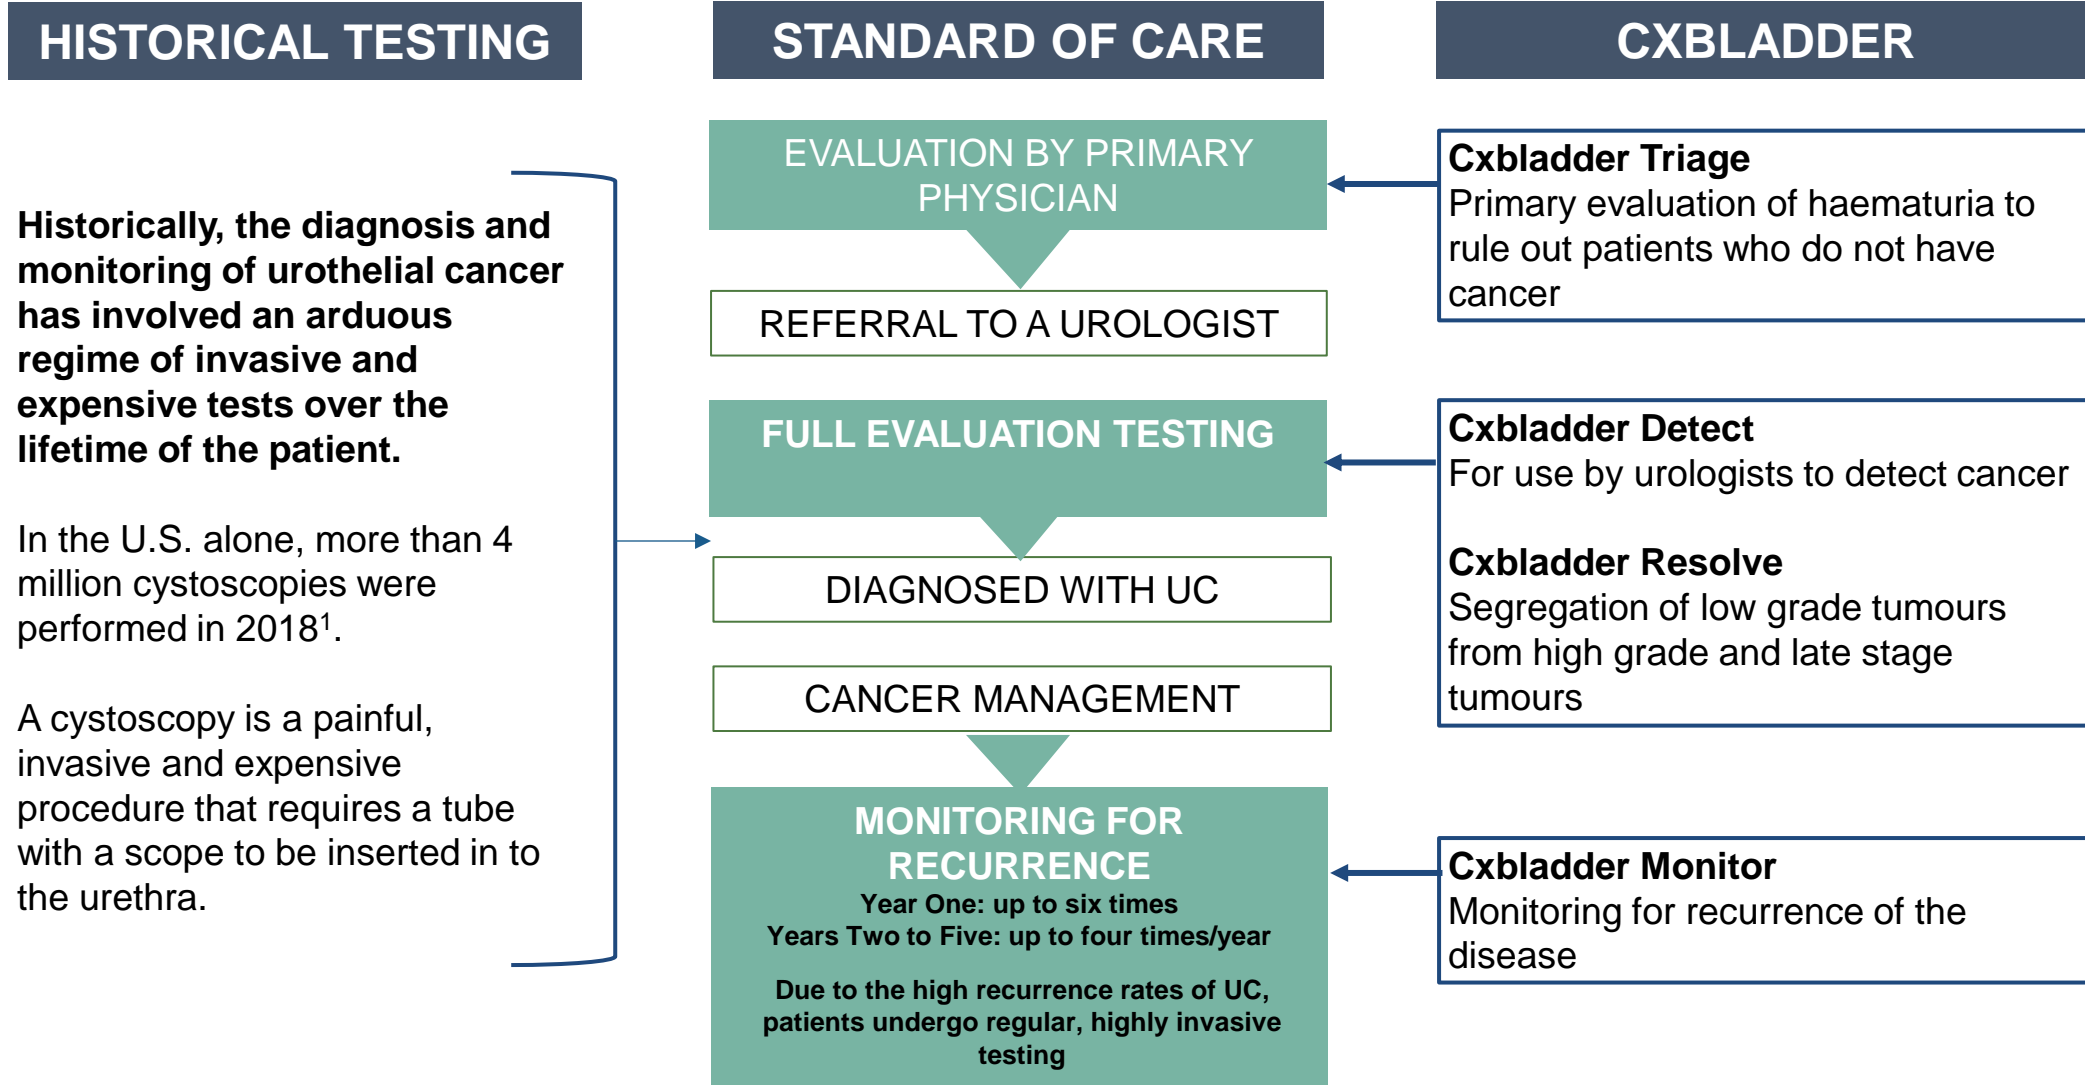 HISTORICAL TESTING
Historically, the diagnosis and
monitoring of urothelial cancer
has involved an arduous
regime of invasive and
expensive tests over the
lifetime of the patient.
In the U.S. alone, more than 4
million cystoscopies were
performed in 2018¹.
A cystoscopy is a painful,
invasive and expensive
procedure that requires a tube
with a scope to be inserted in to
the urethra.
STANDARD OF CARE
EVALUATION BY PRIMARY
PHYSICIAN
REFERRAL TO A UROLOGIST
FULL EVALUATION TESTING
DIAGNOSED WITH UC
CANCER MANAGEMENT
MONITORING FOR
RECURRENCE
Year One: up to six times
Years Two to Five: up to four times/year
Due to the high recurrence rates of UC,
patients undergo regular, highly invasive
testing
CXBLADDER
Cxbladder Triage
Primary evaluation of haematuria to
rule out patients who do not have
cancer
Cxbladder Detect
For use by urologists to detect cancer
Cxbladder Resolve
Segregation of low grade tumours
from high grade and late stage
tumours
Cxbladder Monitor
Monitoring for recurrence of the
disease